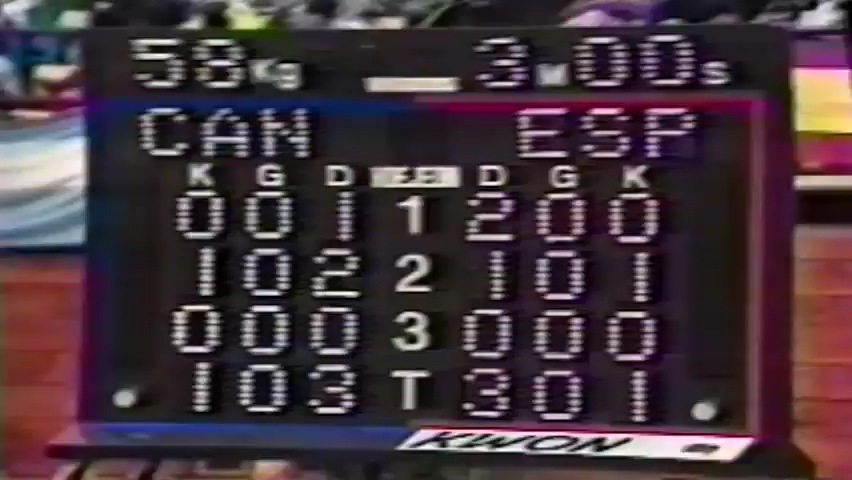 58Kg 3M00S
CAN ESP
K G D D G K
0 0 1 1 2 0 0
1 0 2 2 1 0 1
0 0 0 3 0 0 0
1 0 3 T 3 0 1
KWON